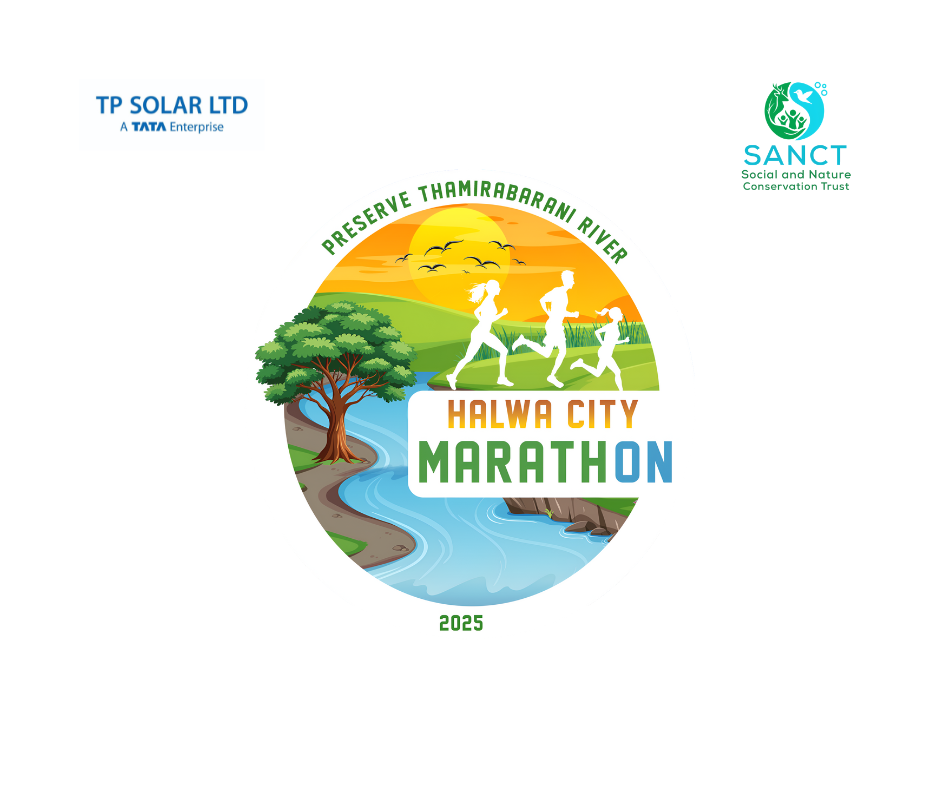 TP SOLAR LTD
A TATA Enterprise
SANCT
Social and Nature
Conservation Trust
PRESERVE THAMIRABARANI RIVER
HALWA CITY
MARATHON
2025